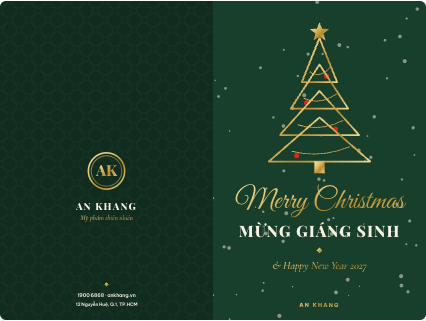 AK
AN KHANG
Mỹ phẩm thiên nhiên
1900 6868 · ankhang.vn
12 Nguyễn Huệ, Q.1, TP. HCM
Merry Christmas
MỪNG GIÁNG SINH
& Happy New Year 2027
AN KHANG